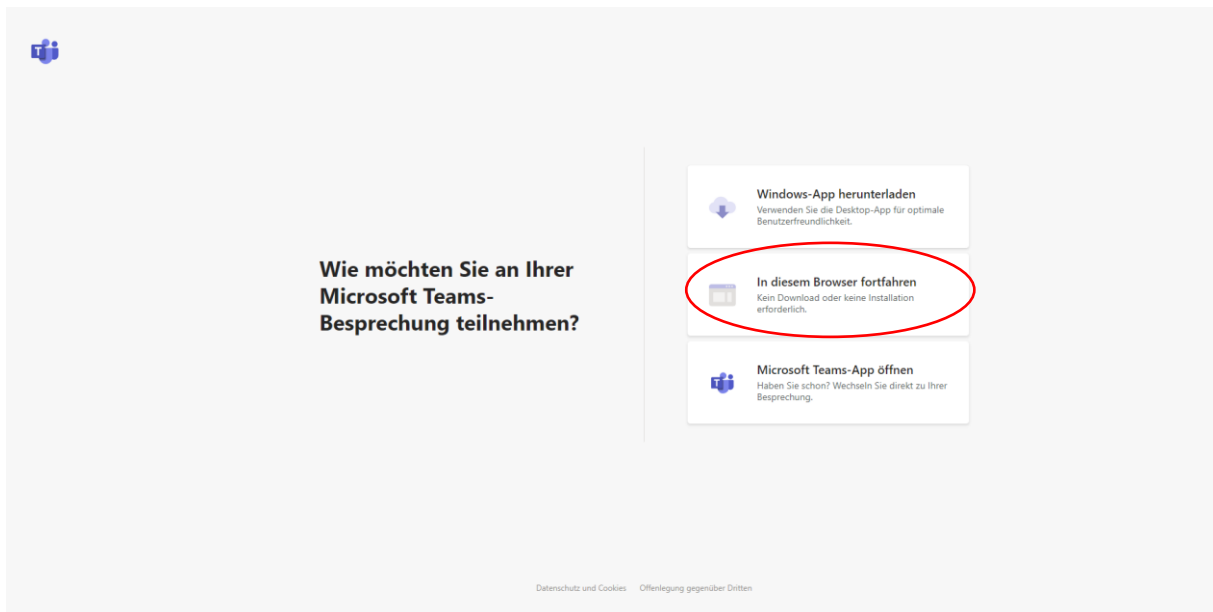 Wie möchten Sie an Ihrer
Microsoft Teams-
Besprechung teilnehmen?
Windows-App herunterladen
Verwenden Sie die Desktop-App für optimale
Benutzerfreundlichkeit.
In diesem Browser fortfahren
Kein Download oder keine Installation
erforderlich.
Microsoft Teams-App öffnen
Haben Sie schon? Wechseln Sie direkt zu Ihrer
Besprechung.
Datenschutz und Cookies Offenlegung gegenüber Dritten